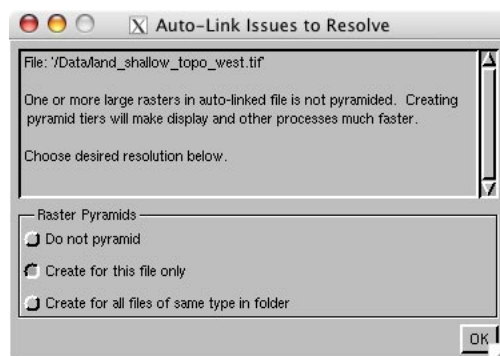 Auto-Link Issues to Resolve
File: '/Data/land_shallow_topo_west.tif'
One or more large rasters in auto-linked file is not pyramided. Creating
pyramid tiers will make display and other processes much faster.
Choose desired resolution below.
Raster Pyramids
Do not pyramid
Create for this file only
Create for all files of same type in folder
OK